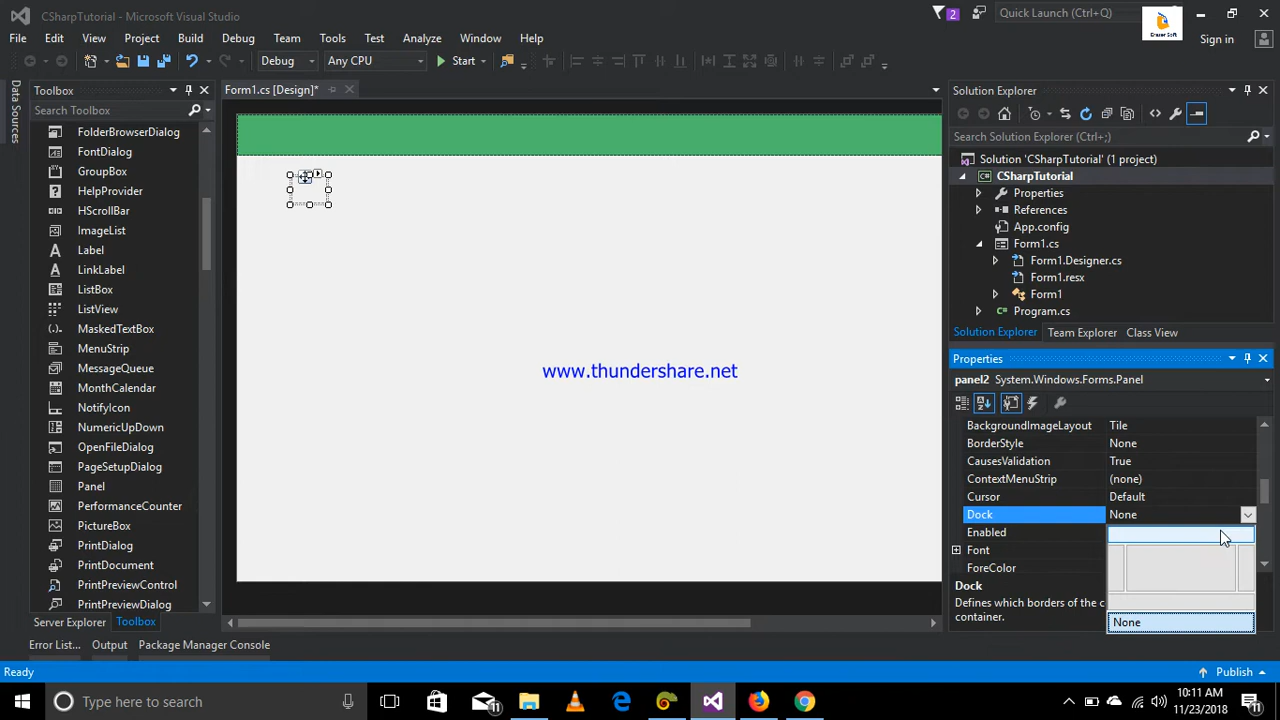 CSharpTutorial - Microsoft Visual Studio
2
Quick Launch (Ctrl+Q)
Eraser Soft
File Edit View Project Build Debug Team Tools Test Analyze Window Help
Sign in
Debug
Any CPU
Start
Data Sources
Toolbox
Search Toolbox
FolderBrowserDialog
FontDialog
GroupBox
HelpProvider
HScrollBar
ImageList
Label
LinkLabel
ListBox
ListView
MaskedTextBox
MenuStrip
MessageQueue
MonthCalendar
NotifyIcon
NumericUpDown
OpenFileDialog
PageSetupDialog
Panel
PerformanceCounter
PictureBox
PrintDialog
PrintDocument
PrintPreviewControl
PrintPreviewDialog
Server Explorer Toolbox
Form1.cs [Design]*
www.thundershare.net
Solution Explorer
Search Solution Explorer (Ctrl+;)
Solution 'CSharpTutorial' (1 project)
CSharpTutorial
Properties
References
App.config
Form1.cs
Form1.Designer.cs
Form1.resx
Form1
Program.cs
Solution Explorer Team Explorer Class View
Properties
panel2 System.Windows.Forms.Panel
BackgroundImageLayout Tile
BorderStyle None
CausesValidation True
ContextMenuStrip (none)
Cursor Default
Dock None
Enabled
Font
ForeColor
None
Dock
Defines which borders of the c
container.
Error List... Output Package Manager Console
Ready
Publish
Type here to search
11
10:11 AM
11/23/2018
11